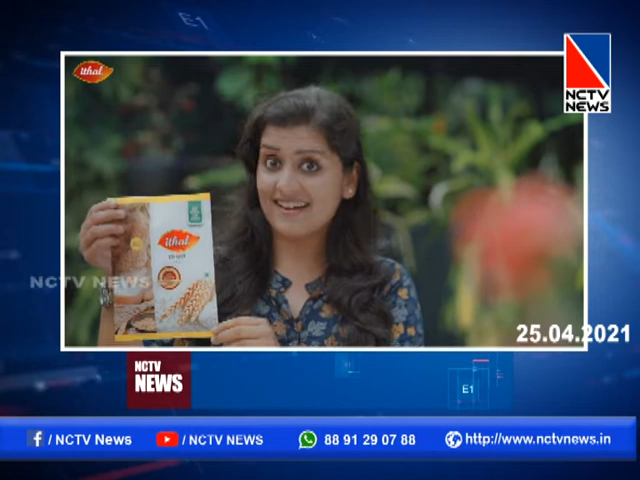 E1
ithal
NCTV
NEWS
ithal
NCTV NEWS
25.04.2021
NCTV
NEWS
E1
/ NCTV News
/ NCTV NEWS
88 91 29 07 88
http://www.nctvnews.in